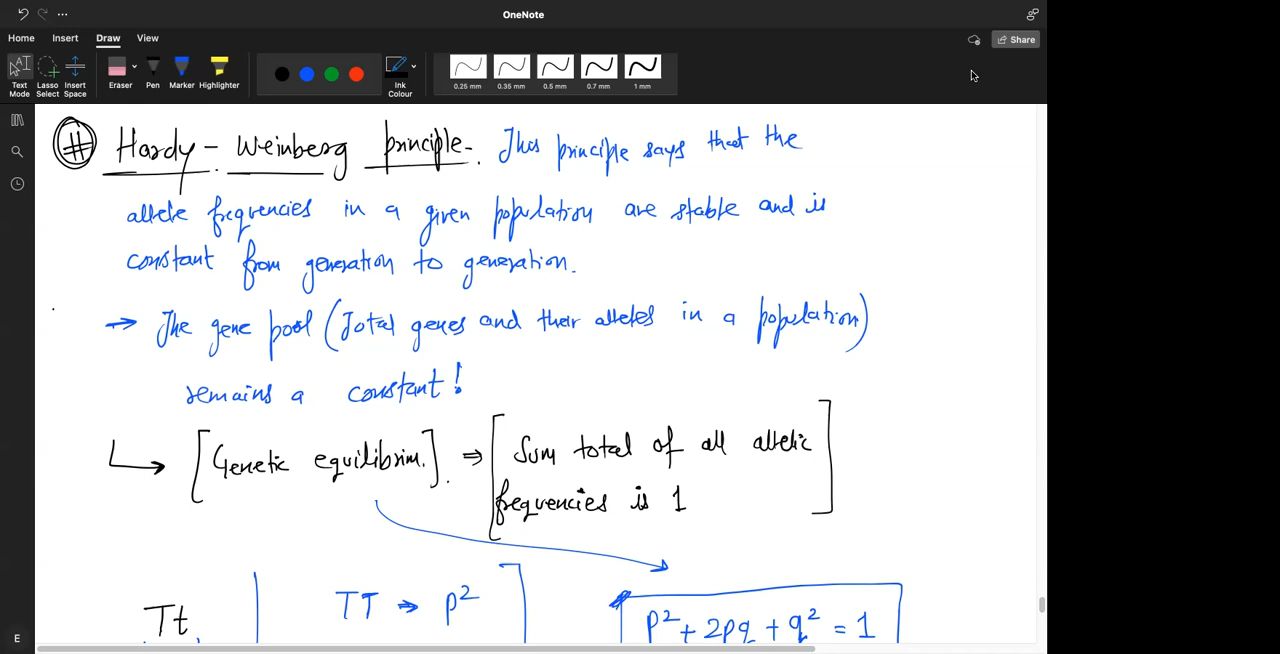 OneNote
Home Insert Draw View
Share
Text Mode
Lasso Select
Insert Space
Eraser
Pen
Marker
Highlighter
Ink Colour
0.25 mm
0.35 mm
0.5 mm
0.7 mm
1 mm
# Hardy - Weinberg principle. This principle says that the
allele frequencies in a given population are stable and is
constant from generation to generation.
→ The gene pool (Total genes and their alleles in a population)
remains a constant!
↳ [Genetic equilibrim.] ⇒ [Sum total of all allelic
frequencies is 1]
TT → p²
Tt
p² + 2pq + q² = 1
E